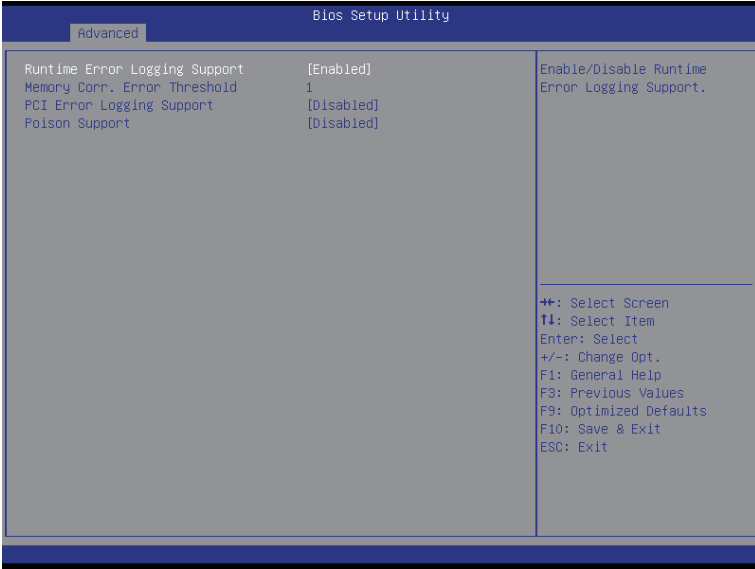 Bios Setup Utility
Advanced
Runtime Error Logging Support [Enabled]
Memory Corr. Error Threshold 1
PCI Error Logging Support [Disabled]
Poison Support [Disabled]
Enable/Disable Runtime
Error Logging Support.
→←: Select Screen
↑↓: Select Item
Enter: Select
+/-: Change Opt.
F1: General Help
F3: Previous Values
F9: Optimized Defaults
F10: Save & Exit
ESC: Exit